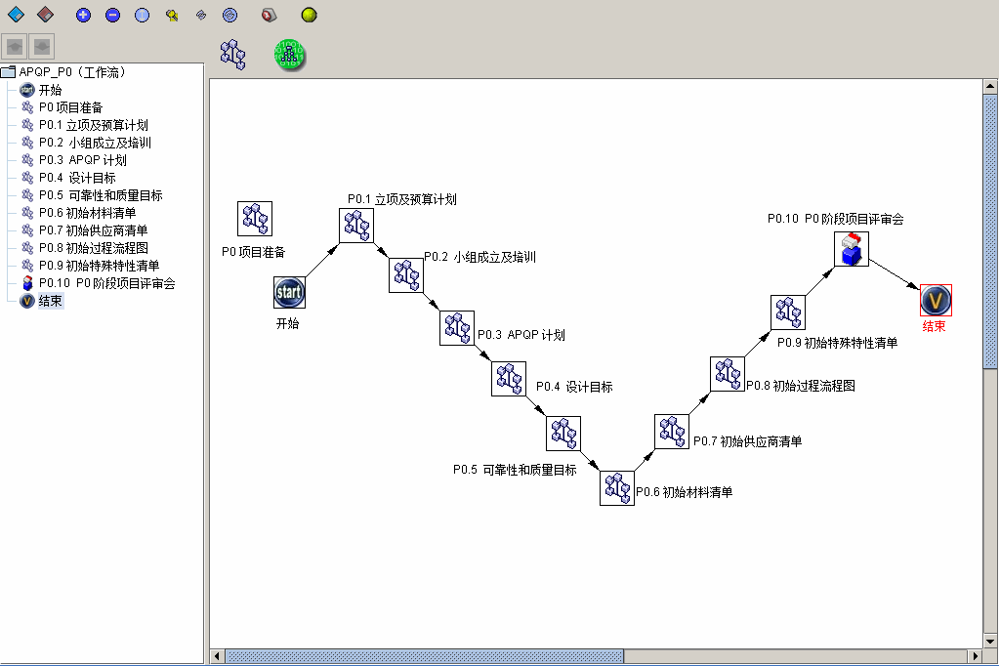 APQP_P0（工作流）
start 开始
P0 项目准备
P0.1 立项及预算计划
P0.2 小组成立及培训
P0.3 APQP 计划
P0.4 设计目标
P0.5 可靠性和质量目标
P0.6 初始材料清单
P0.7 初始供应商清单
P0.8 初始过程流程图
P0.9 初始特殊特性清单
P0.10 P0 阶段项目评审会
V 结束
P0.1 立项及预算计划
P0.10 P0 阶段项目评审会
P0 项目准备
P0.2 小组成立及培训
start
开始
V
结束
P0.3 APQP 计划
P0.9 初始特殊特性清单
P0.4 设计目标
P0.8 初始过程流程图
P0.7 初始供应商清单
P0.5 可靠性和质量目标
P0.6 初始材料清单